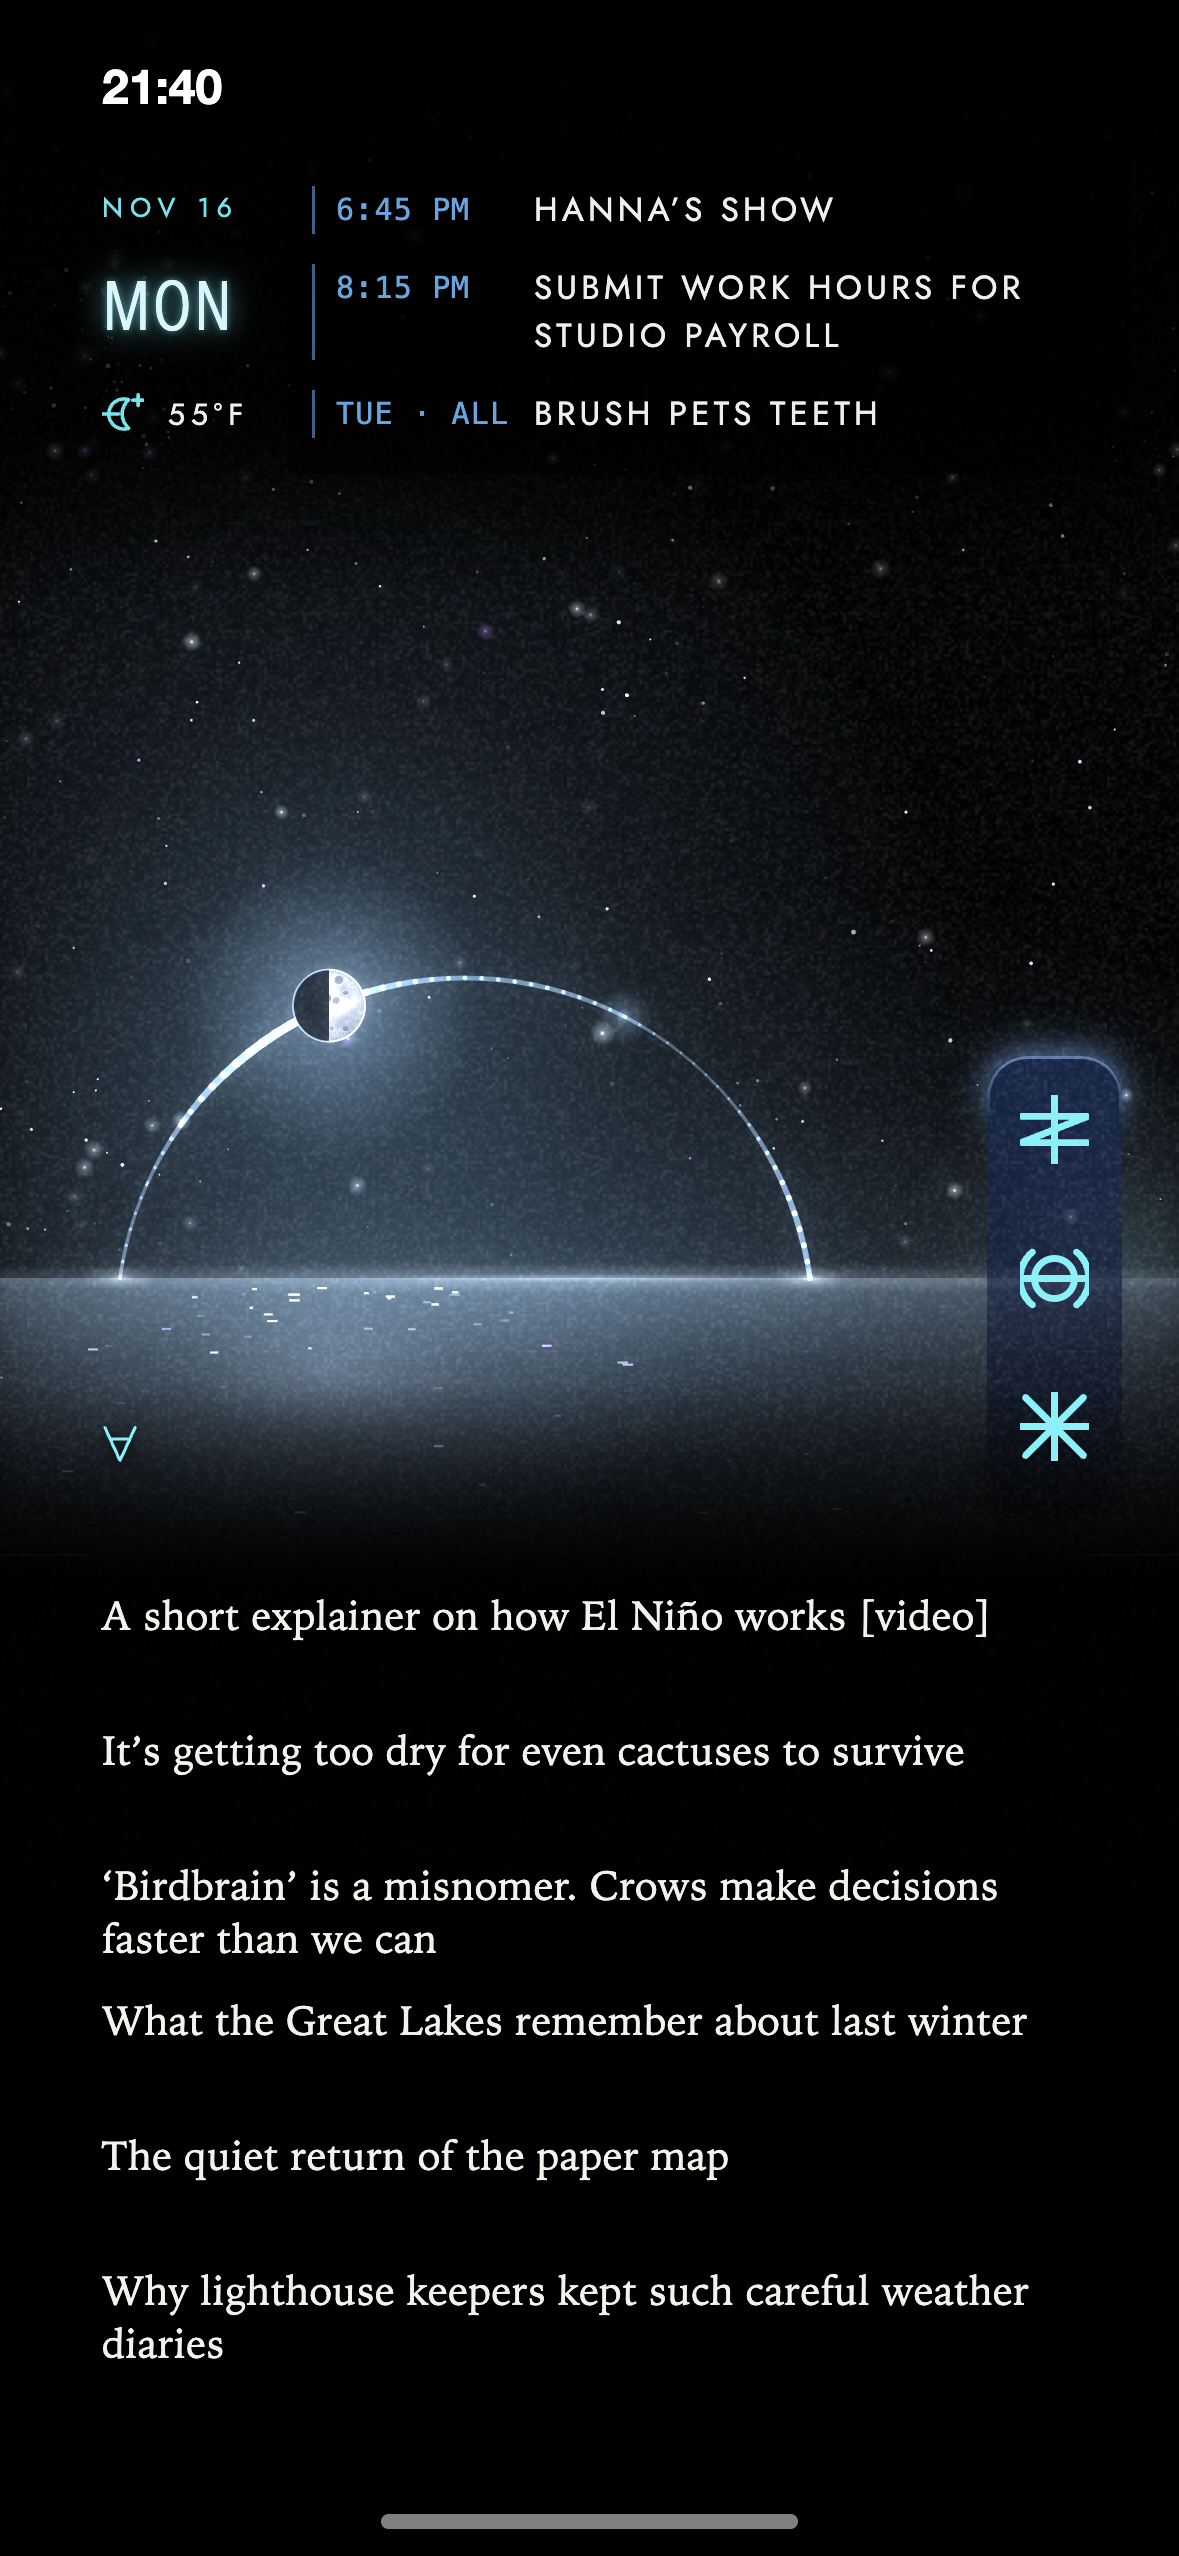 21:40
NOV 16
MON
55°F
6:45 PM HANNA’S SHOW
8:15 PM SUBMIT WORK HOURS FOR
STUDIO PAYROLL
TUE · ALL BRUSH PETS TEETH
A short explainer on how El Niño works [video]
It’s getting too dry for even cactuses to survive
‘Birdbrain’ is a misnomer. Crows make decisions
faster than we can
What the Great Lakes remember about last winter
The quiet return of the paper map
Why lighthouse keepers kept such careful weather
diaries